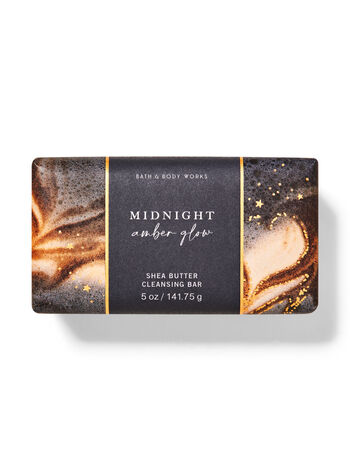 BATH & BODY WORKS
MIDNIGHT
amber glow
SHEA BUTTER
CLEANSING BAR
5 oz / 141.75 g